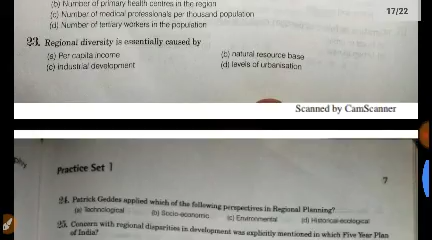 (b) Number of primary health centres in the region
17/22
(c) Number of medical professionals per thousand population
(d) Number of tertiary workers in the population
23. Regional diversity is essentially caused by
(a) Per capita income (b) natural resource base
(c) industrial development (d) levels of urbanisation
Scanned by CamScanner
Practice Set 1
7
24. Patrick Geddes applied which of the following perspectives in Regional Planning?
(a) Technological (b) Socio-economic (c) Environmental (d) Historical-ecological
25. Concern with regional disparities in development was explicitly mentioned in which Five Year Plan
of India?